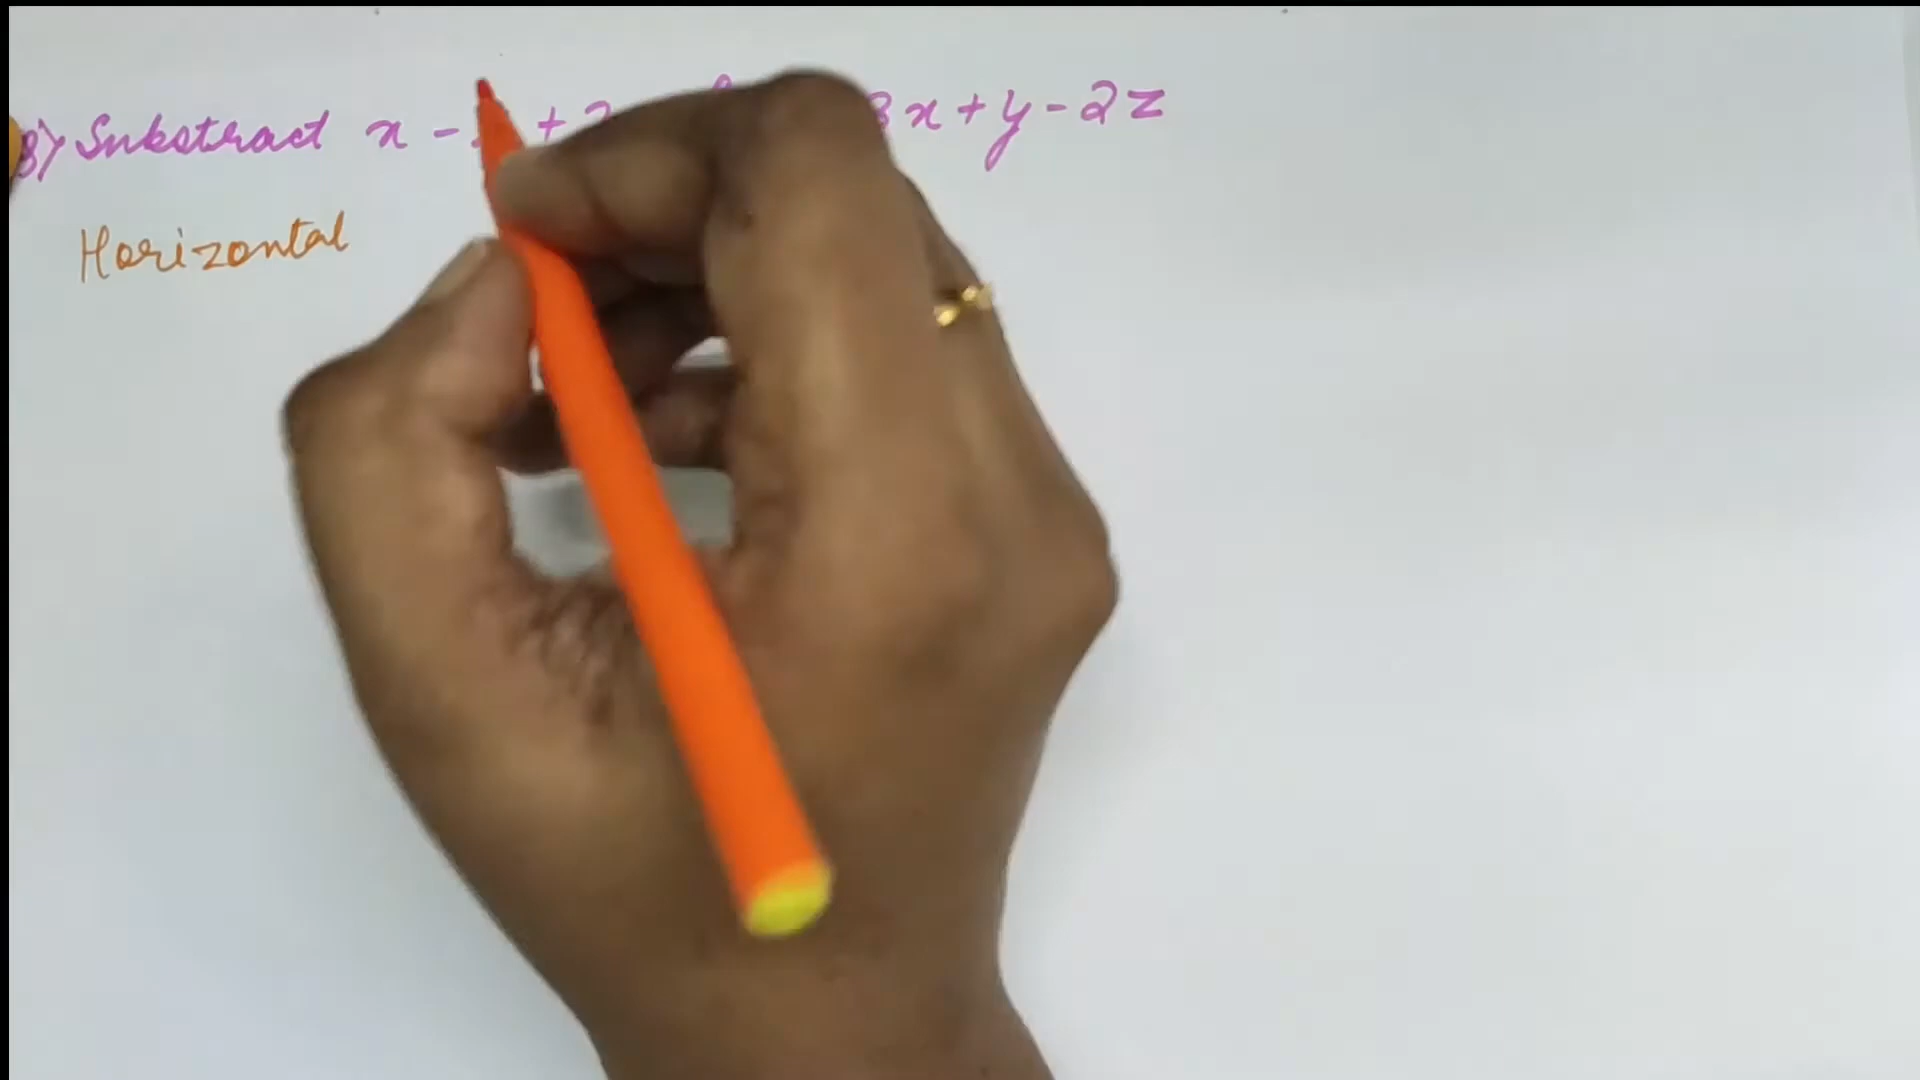 8) Substract x - + 3x + y - 2z
Horizontal